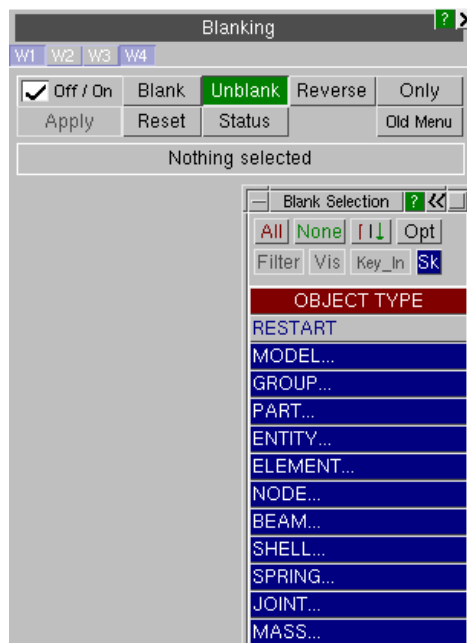 Blanking ?
W1 W2 W3 W4
Off / On Blank Unblank Reverse Only
Apply Reset Status Old Menu
Nothing selected
Blank Selection ?
All None Opt
Filter Vis Key_In Sk
OBJECT TYPE
RESTART
MODEL...
GROUP...
PART...
ENTITY...
ELEMENT...
NODE...
BEAM...
SHELL...
SPRING...
JOINT...
MASS...